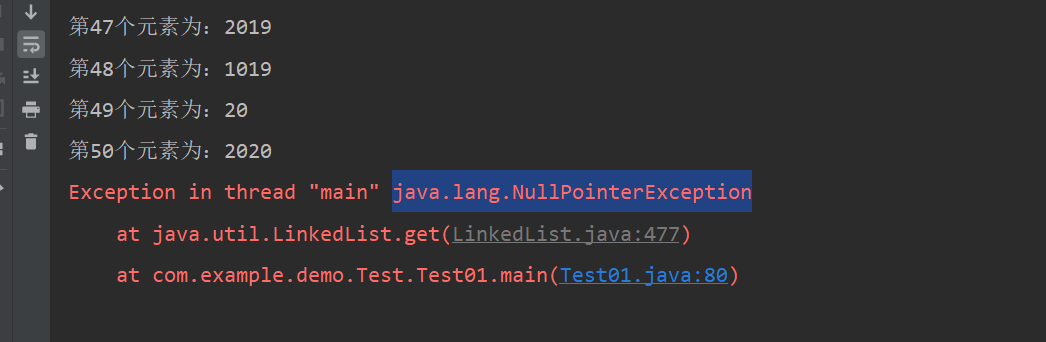 第47个元素为：2019
第48个元素为：1019
第49个元素为：20
第50个元素为：2020
Exception in thread "main" java.lang.NullPointerException
at java.util.LinkedList.get(LinkedList.java:477)
at com.example.demo.Test.Test01.main(Test01.java:80)